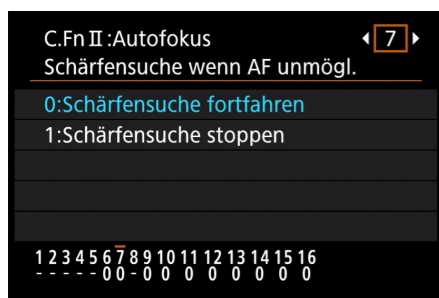 C.Fn II :Autofokus 7
Schärfensuche wenn AF unmögl.
0:Schärfensuche fortfahren
1:Schärfensuche stoppen
1 2 3 4 5 6 7 8 9 10 11 12 13 14 15 16
- - - - - 0 0 - 0 0 0 0 0 0 0 0